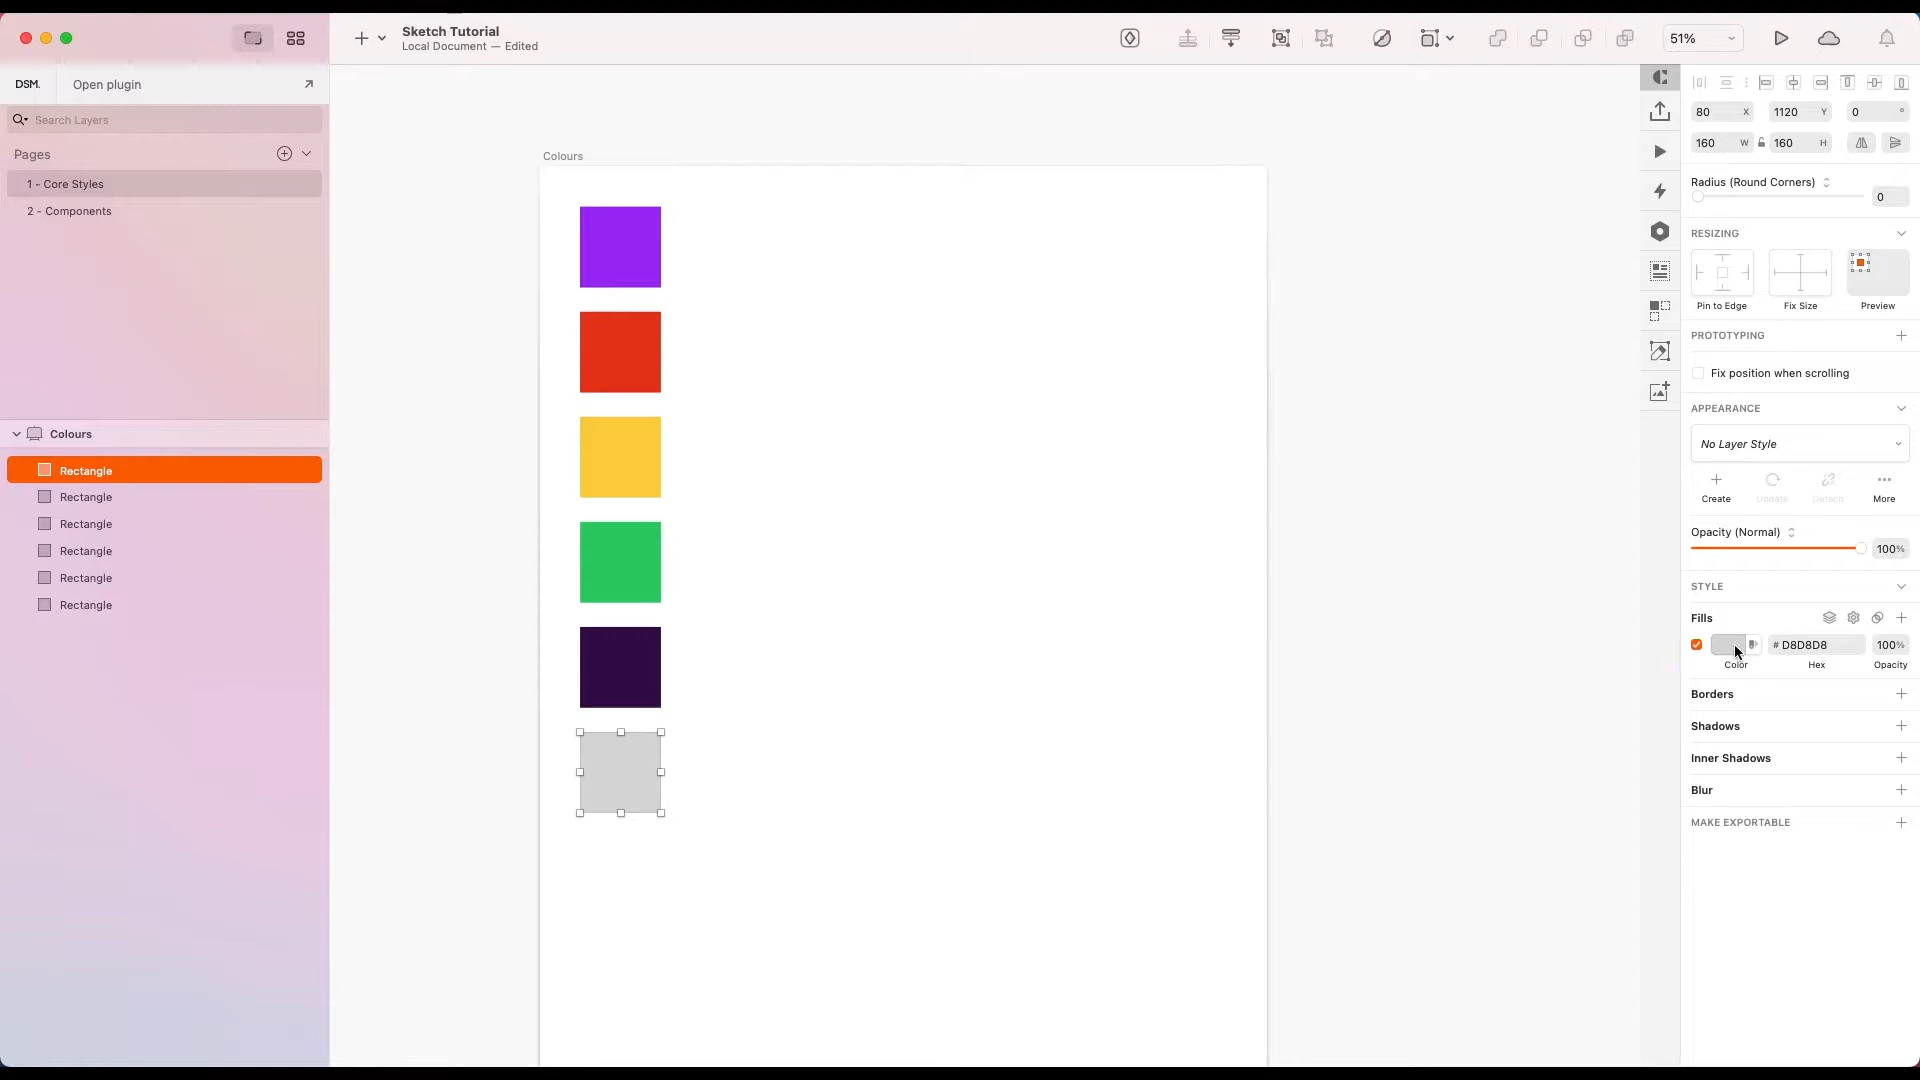 Sketch Tutorial
Local Document — Edited
51%
DSM.
Open plugin
Search Layers
Pages
1 - Core Styles
2 - Components
Colours
Rectangle
Rectangle
Rectangle
Rectangle
Rectangle
Rectangle
Colours
80 X 1120 Y 0 °
160 W 160 H
Radius (Round Corners)
0
RESIZING
Pin to Edge Fix Size Preview
PROTOTYPING
Fix position when scrolling
APPEARANCE
No Layer Style
Create Update Detach More
Opacity (Normal)
100%
STYLE
Fills
# D8D8D8 100%
Color Hex Opacity
Borders
Shadows
Inner Shadows
Blur
MAKE EXPORTABLE